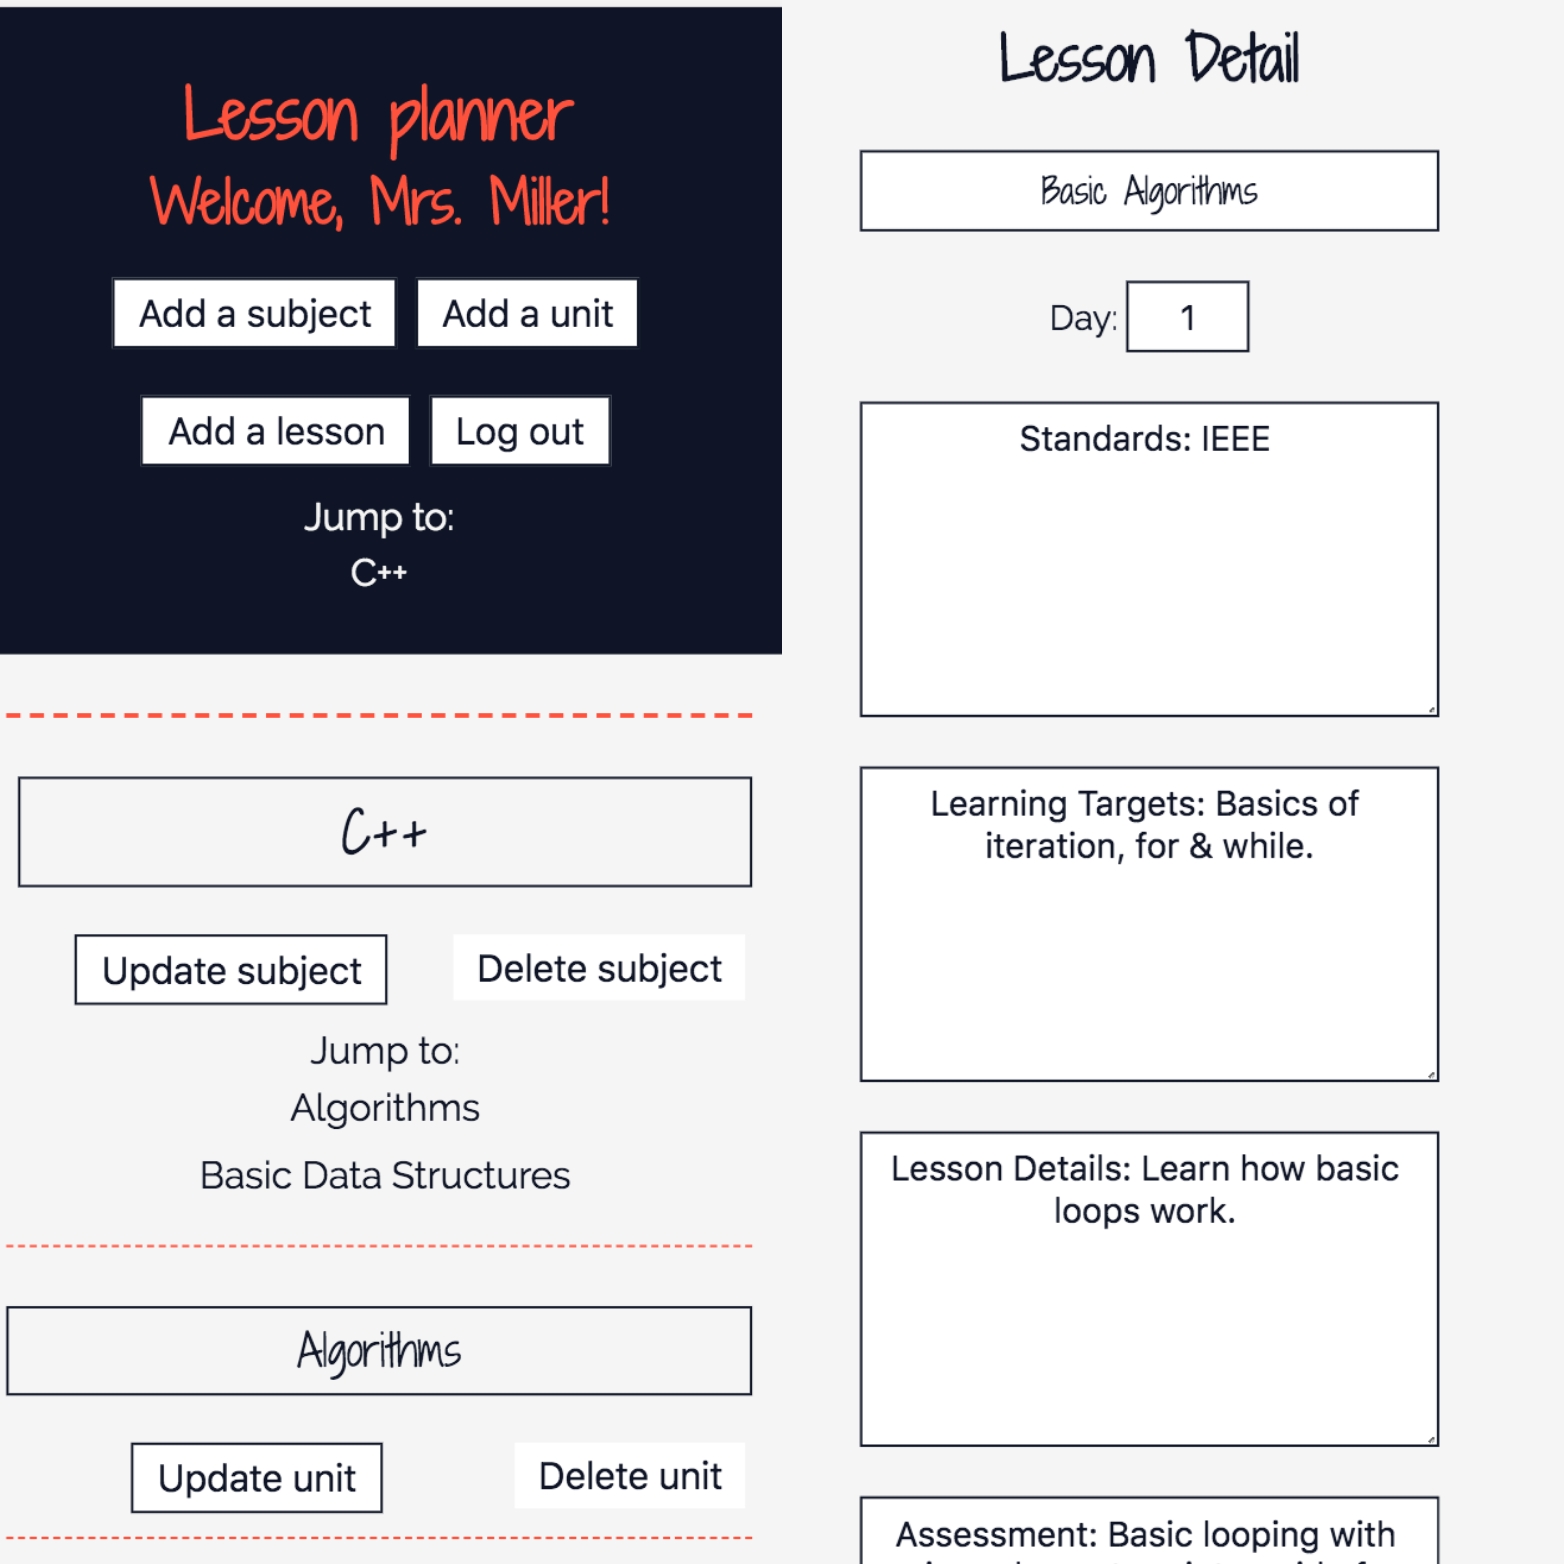 Lesson planner
Welcome, Mrs. Miller!
Add a subject
Add a unit
Add a lesson
Log out
Jump to:
C++
C++
Update subject
Delete subject
Jump to:
Algorithms
Basic Data Structures
Algorithms
Update unit
Delete unit
Lesson Detail
Basic Algorithms
Day: 1
Standards: IEEE
Learning Targets: Basics of
iteration, for & while.
Lesson Details: Learn how basic
loops work.
Assessment: Basic looping with